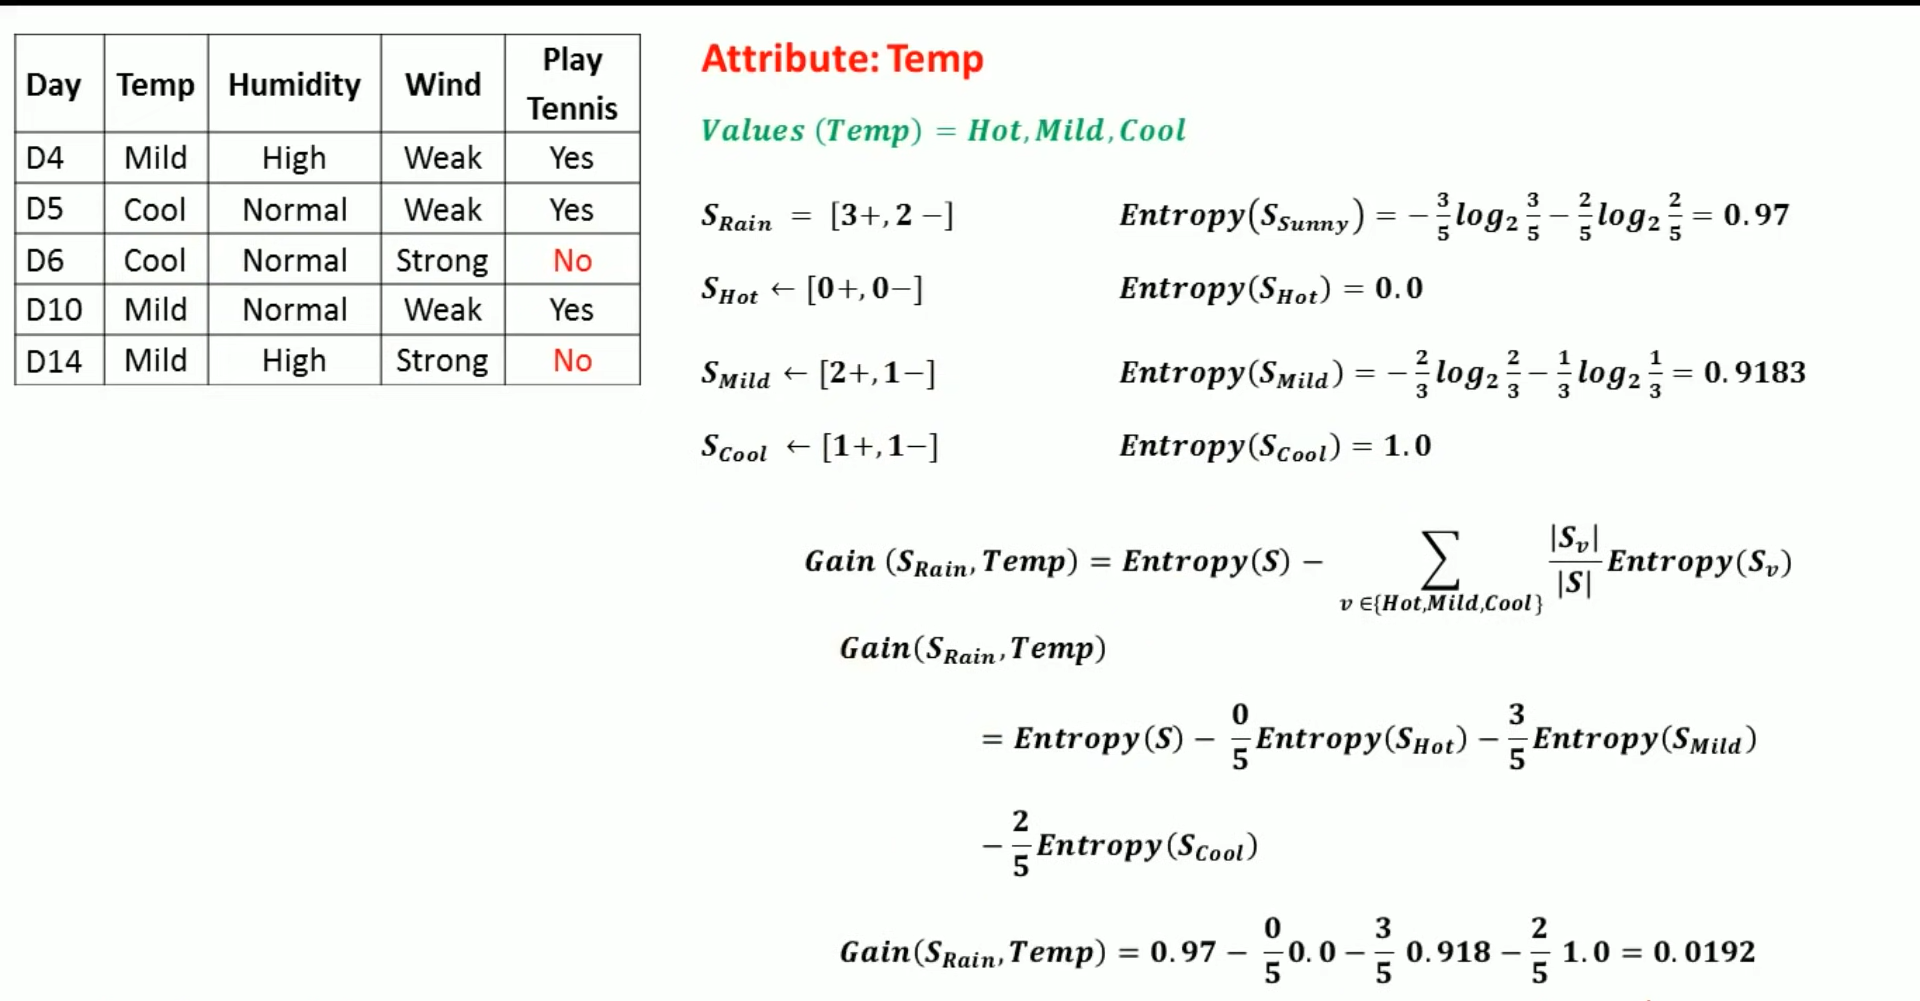 Day Temp Humidity Wind Play Tennis
D4 Mild High Weak Yes
D5 Cool Normal Weak Yes
D6 Cool Normal Strong No
D10 Mild Normal Weak Yes
D14 Mild High Strong No
Attribute: Temp
Values (Temp) = Hot, Mild, Cool
S_Rain = [3+, 2 −] Entropy(S_Sunny) = −3/5 log₂ 3/5 − 2/5 log₂ 2/5 = 0.97
S_Hot ← [0+, 0−] Entropy(S_Hot) = 0.0
S_Mild ← [2+, 1−] Entropy(S_Mild) = −2/3 log₂ 2/3 − 1/3 log₂ 1/3 = 0.9183
S_Cool ← [1+, 1−] Entropy(S_Cool) = 1.0
Gain (S_Rain, Temp) = Entropy(S) − ∑ v ∈{Hot,Mild,Cool} |S_v|/|S| Entropy(S_v)
Gain(S_Rain, Temp)
= Entropy(S) − 0/5 Entropy(S_Hot) − 3/5 Entropy(S_Mild)
− 2/5 Entropy(S_Cool)
Gain(S_Rain, Temp) = 0.97 − 0/5 0.0 − 3/5 0.918 − 2/5 1.0 = 0.0192